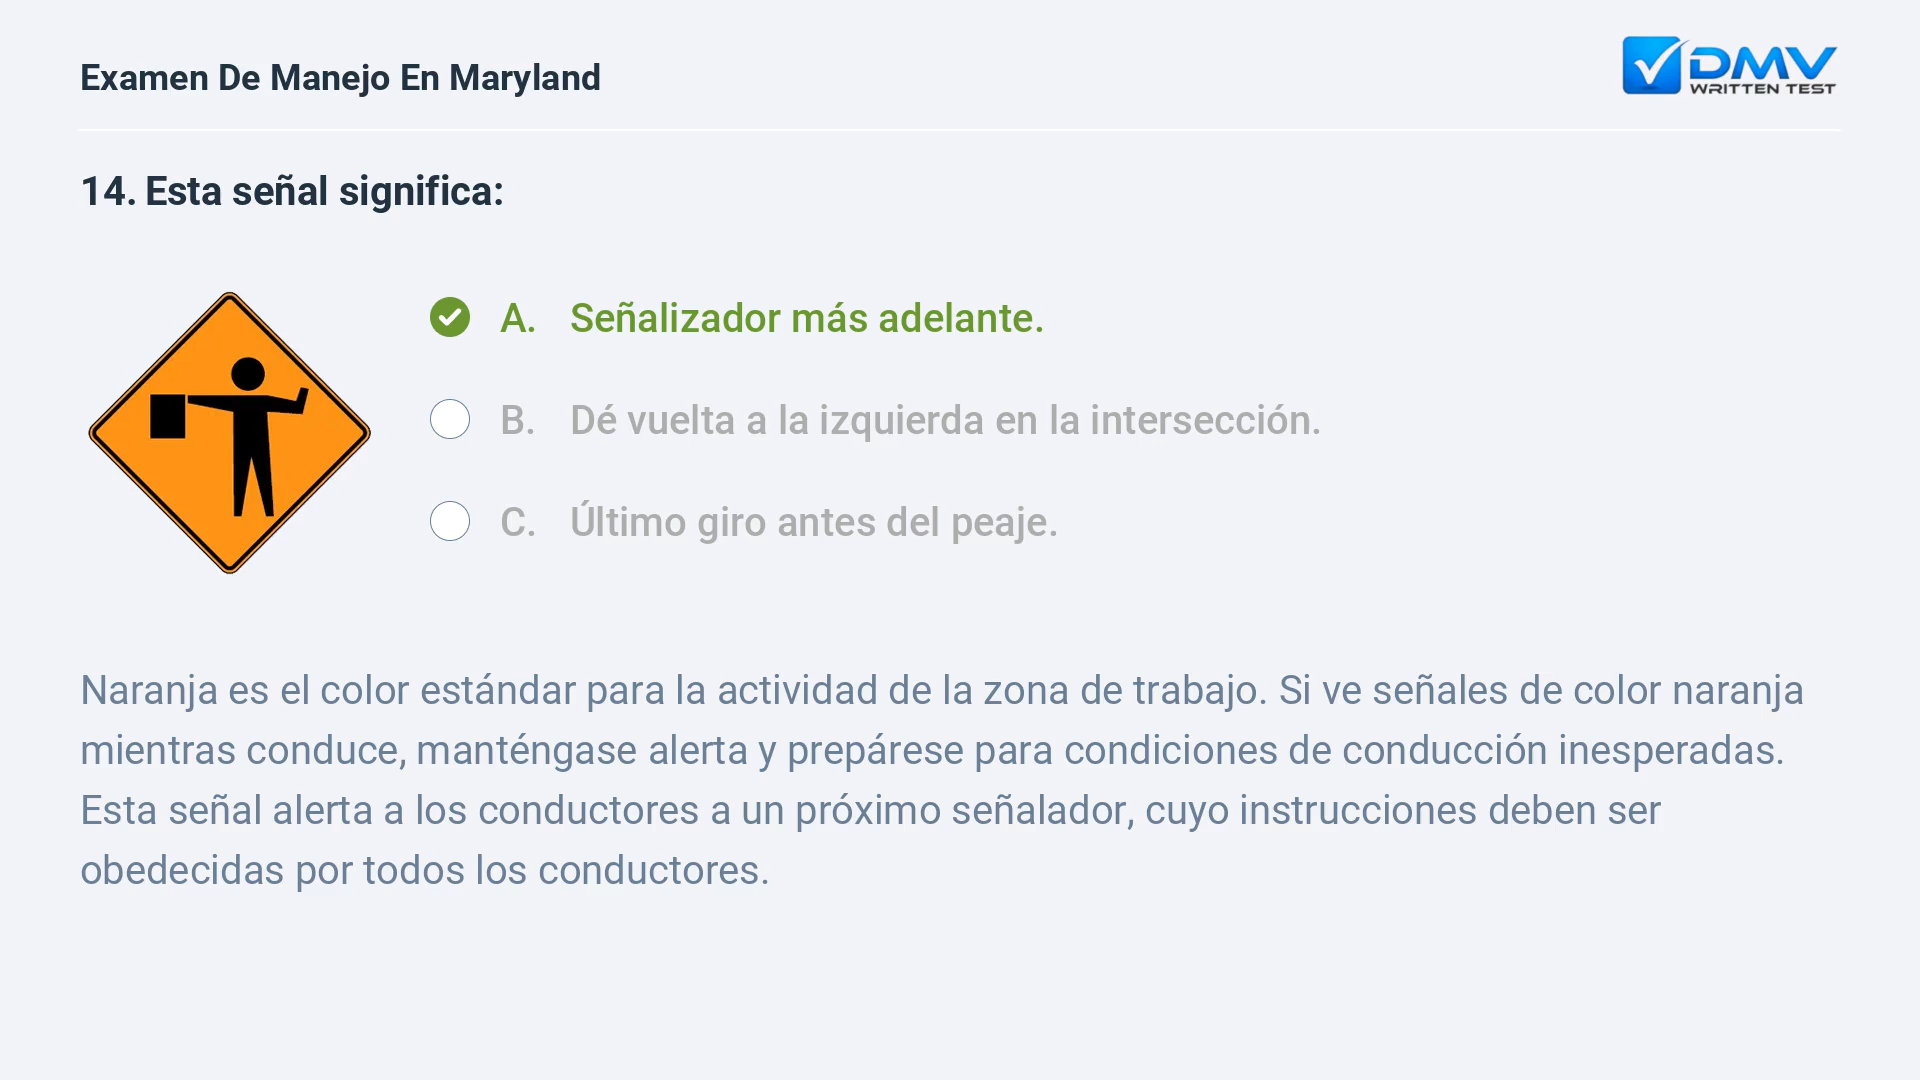 Examen De Manejo En Maryland
DMV
WRITTEN TEST
14. Esta señal significa:
A. Señalizador más adelante.
B. Dé vuelta a la izquierda en la intersección.
C. Último giro antes del peaje.
Naranja es el color estándar para la actividad de la zona de trabajo. Si ve señales de color naranja
mientras conduce, manténgase alerta y prepárese para condiciones de conducción inesperadas.
Esta señal alerta a los conductores a un próximo señalador, cuyo instrucciones deben ser
obedecidas por todos los conductores.